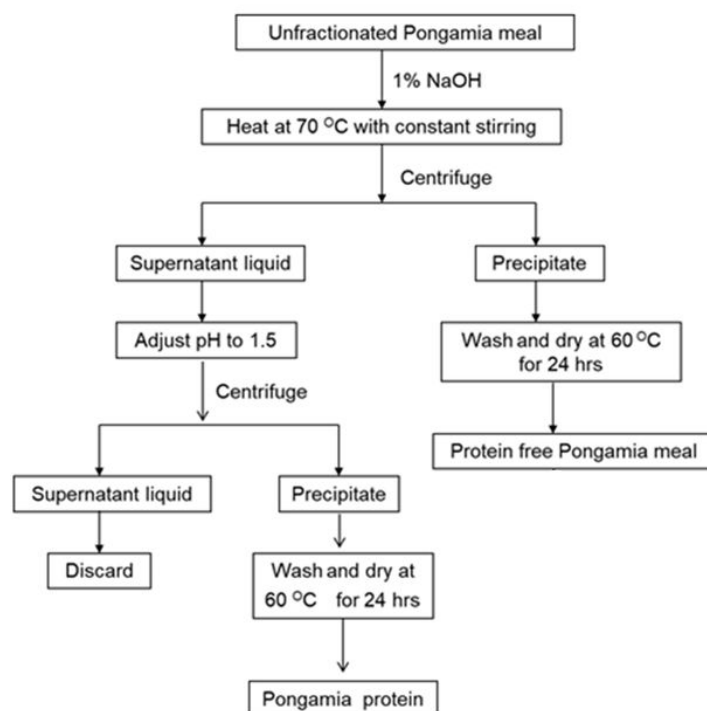 Unfractionated Pongamia meal
1% NaOH
Heat at 70 °C with constant stirring
Centrifuge
Supernatant liquid
Precipitate
Adjust pH to 1.5
Wash and dry at 60 °C
for 24 hrs
Centrifuge
Protein free Pongamia meal
Supernatant liquid
Precipitate
Discard
Wash and dry at
60 °C for 24 hrs
Pongamia protein